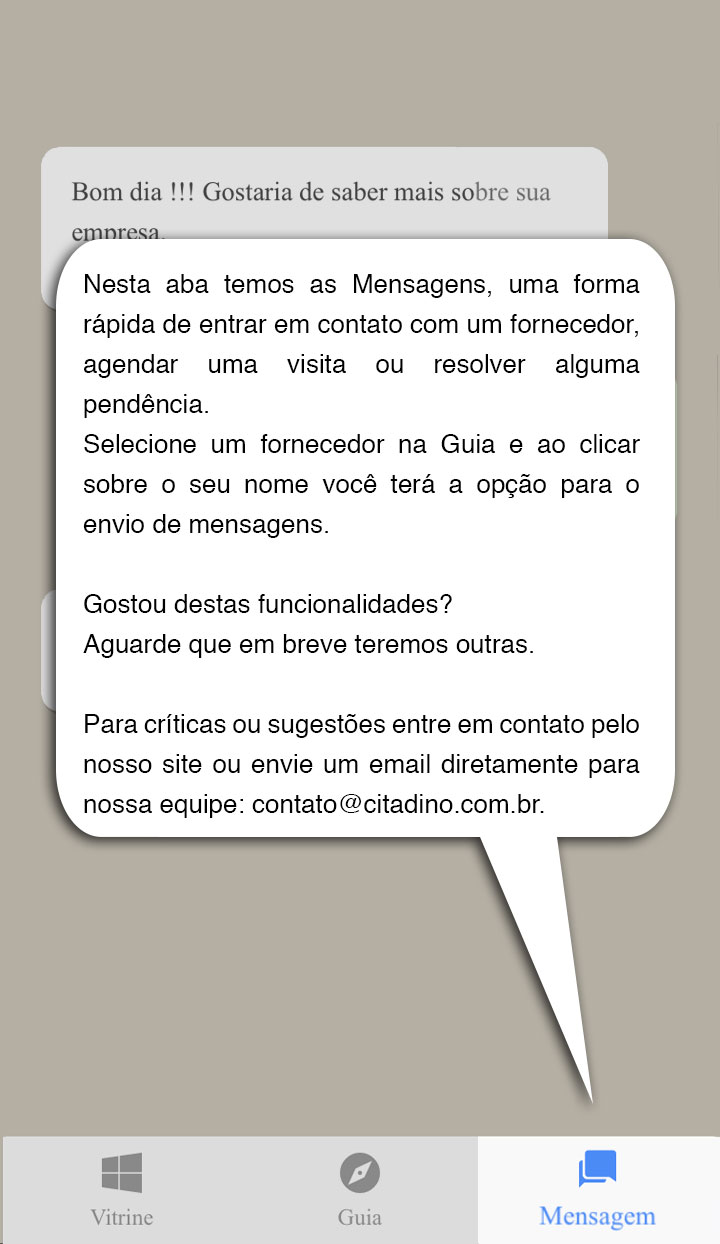 Bom dia !!! Gostaria de saber mais sobre sua
empresa.
Nesta aba temos as Mensagens, uma forma
rápida de entrar em contato com um fornecedor,
agendar uma visita ou resolver alguma
pendência.
Selecione um fornecedor na Guia e ao clicar
sobre o seu nome você terá a opção para o
envio de mensagens.
Gostou destas funcionalidades?
Aguarde que em breve teremos outras.
Para críticas ou sugestões entre em contato pelo
nosso site ou envie um email diretamente para
nossa equipe: contato@citadino.com.br.
Vitrine
Guia
Mensagem